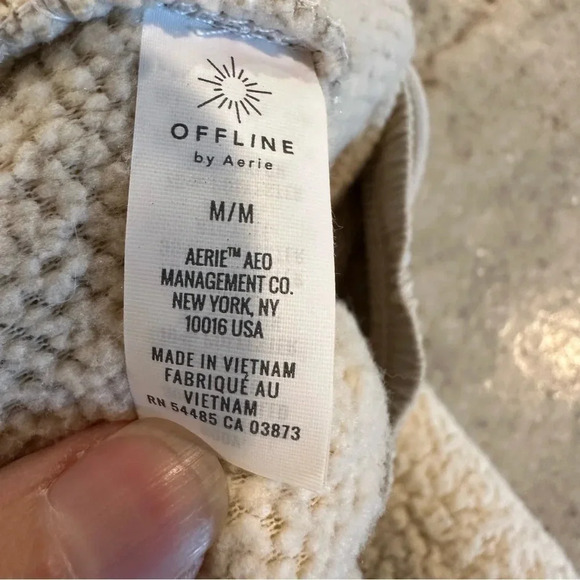 OFFLINE
by Aerie
M/M
AERIE™ AEO
MANAGEMENT CO.
NEW YORK, NY
10016 USA
MADE IN VIETNAM
FABRIQUÉ AU
VIETNAM
RN 54485 CA 03873